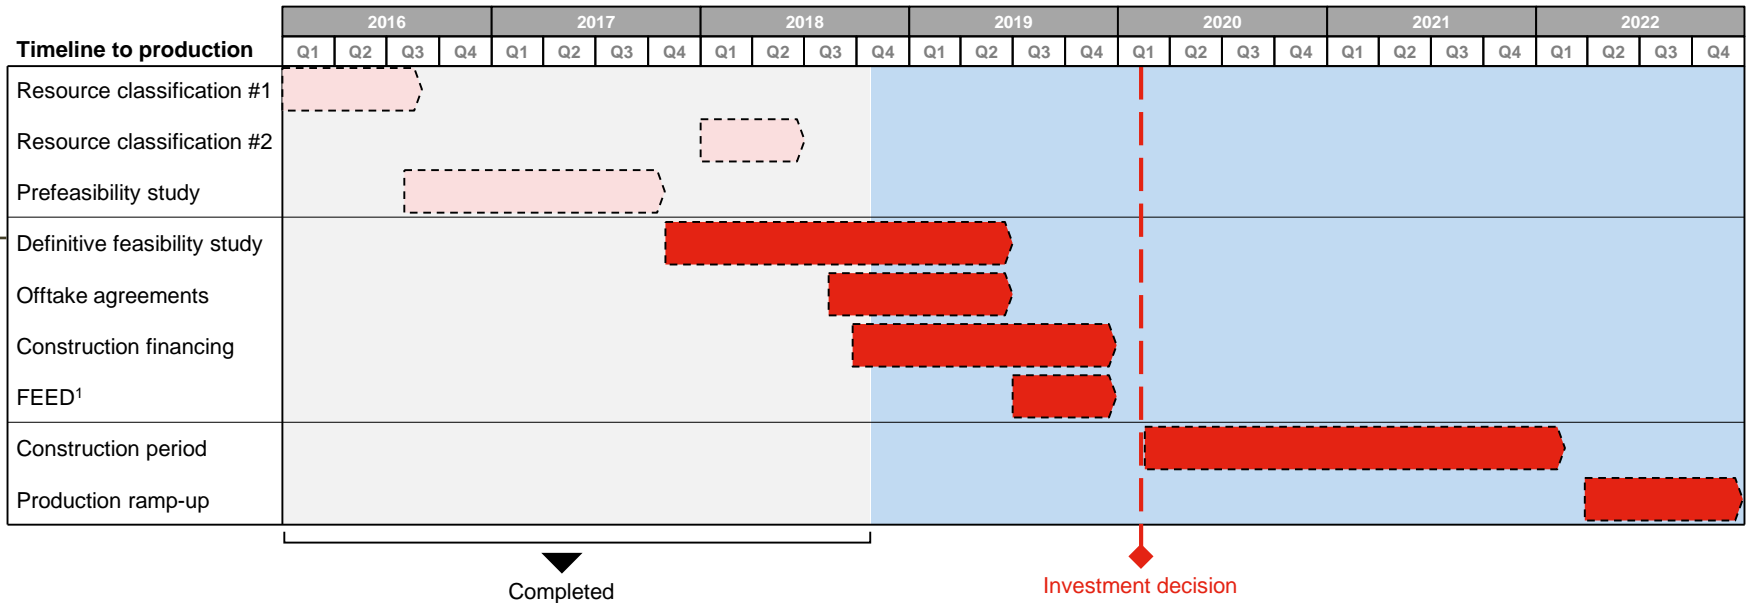 2016 2017 2018 2019 2020 2021 2022
Timeline to production Q1 Q2 Q3 Q4 Q1 Q2 Q3 Q4 Q1 Q2 Q3 Q4 Q1 Q2 Q3 Q4 Q1 Q2 Q3 Q4 Q1 Q2 Q3 Q4 Q1 Q2 Q3 Q4
Resource classification #1
Resource classification #2
Prefeasibility study
Definitive feasibility study
Offtake agreements
Construction financing
FEED¹
Construction period
Production ramp-up
Completed
Investment decision